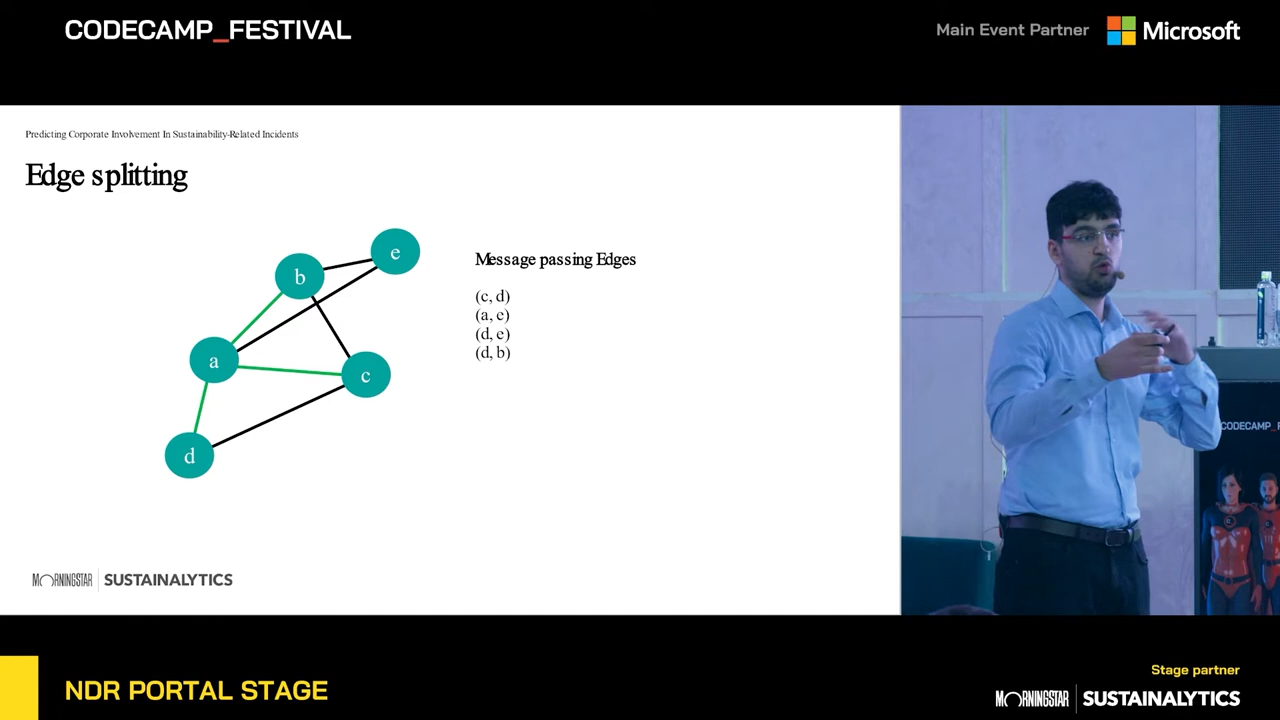 CODECAMP_FESTIVAL
Main Event Partner Microsoft
Predicting Corporate Involvement In Sustainability-Related Incidents
Edge splitting
e
b
a
c
d
Message passing Edges
(c, d)
(a, e)
(d, e)
(d, b)
MORNINGSTAR | SUSTAINALYTICS
CODECAMP_F
NDR PORTAL STAGE
Stage partner
MORNINGSTAR | SUSTAINALYTICS